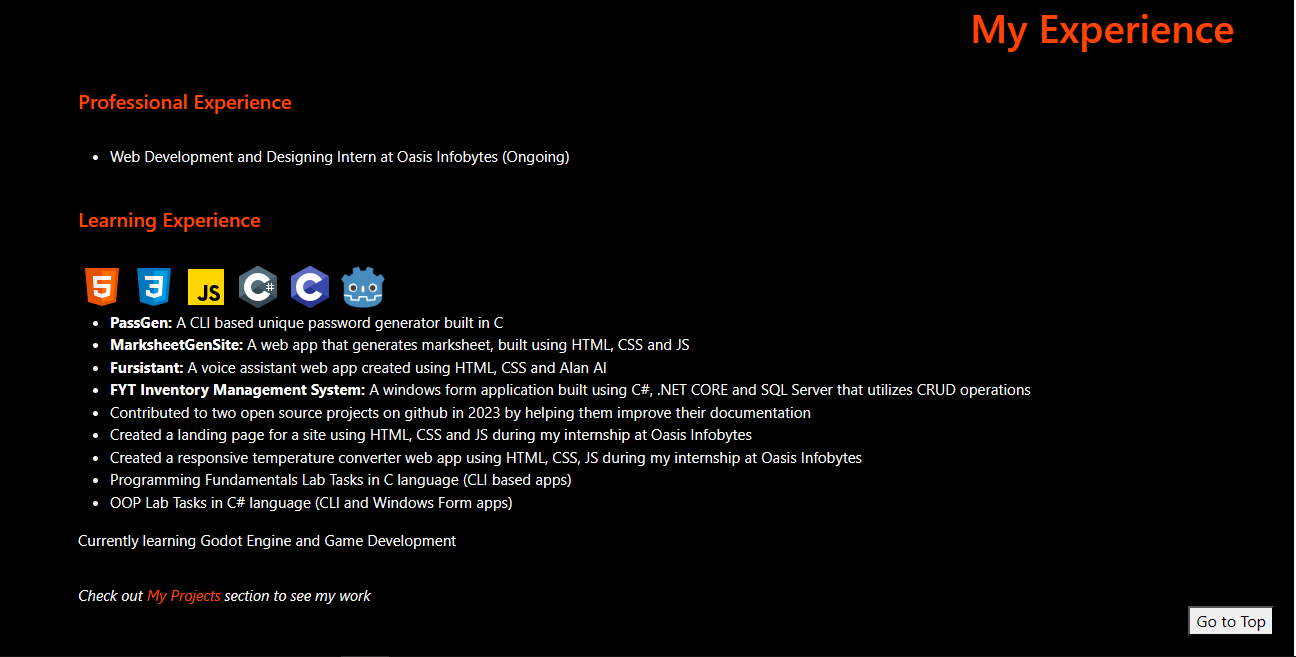 My Experience
Professional Experience
Web Development and Designing Intern at Oasis Infobytes (Ongoing)
Learning Experience
5 3 JS C# C
PassGen: A CLI based unique password generator built in C
MarksheetGenSite: A web app that generates marksheet, built using HTML, CSS and JS
Fursistant: A voice assistant web app created using HTML, CSS and Alan AI
FYT Inventory Management System: A windows form application built using C#, .NET CORE and SQL Server that utilizes CRUD operations
Contributed to two open source projects on github in 2023 by helping them improve their documentation
Created a landing page for a site using HTML, CSS and JS during my internship at Oasis Infobytes
Created a responsive temperature converter web app using HTML, CSS, JS during my internship at Oasis Infobytes
Programming Fundamentals Lab Tasks in C language (CLI based apps)
OOP Lab Tasks in C# language (CLI and Windows Form apps)
Currently learning Godot Engine and Game Development
Check out My Projects section to see my work
Go to Top